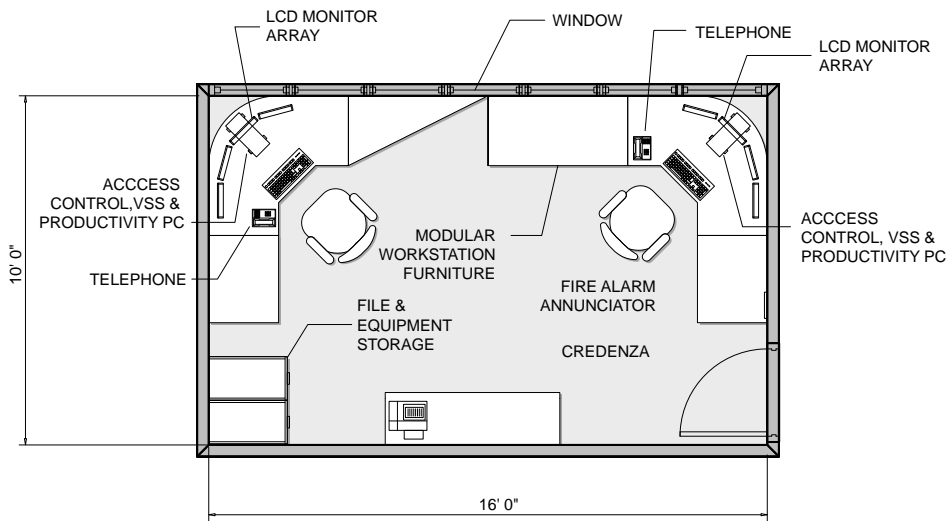 LCD MONITOR
ARRAY
WINDOW
TELEPHONE
LCD MONITOR
ARRAY
ACCCESS
CONTROL,VSS &
PRODUCTIVITY PC
TELEPHONE
10' 0"
MODULAR
WORKSTATION
FURNITURE
ACCCESS
CONTROL, VSS &
PRODUCTIVITY PC
FILE &
EQUIPMENT
STORAGE
FIRE ALARM
ANNUNCIATOR
CREDENZA
16' 0"